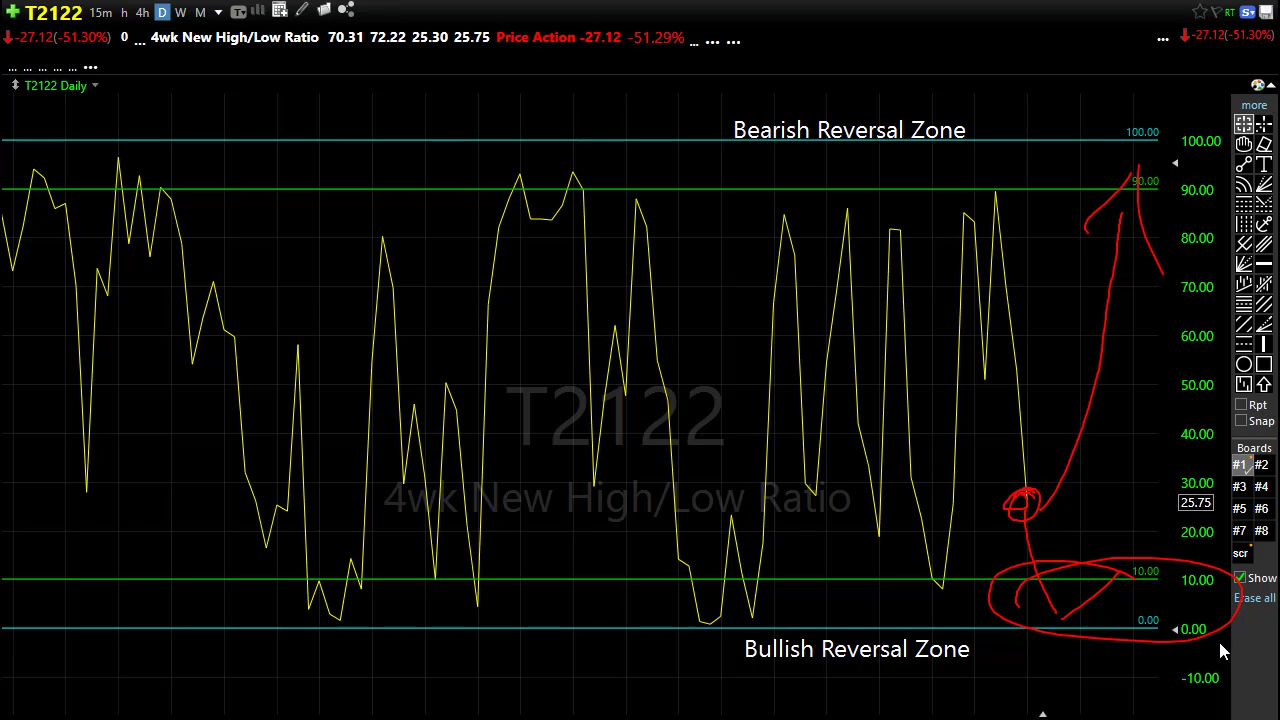 T2122 15m h 4h D W M T RT S
-27.12(-51.30%) 0 ... 4wk New High/Low Ratio 70.31 72.22 25.30 25.75 Price Action -27.12 -51.29% ... ... ... ... -27.12(-51.30%)
... ... ... ... ... ...
T2122 Daily
more
Bearish Reversal Zone
100.00
100.00
90.00
90.00
80.00
70.00
60.00
50.00
40.00
30.00
25.75
20.00
10.00
10.00
0.00
0.00
-10.00
T2122
4wk New High/Low Ratio
Bullish Reversal Zone
T
Rpt
Snap
Boards
#1 #2
#3 #4
#5 #6
#7 #8
scr
Show
Erase all